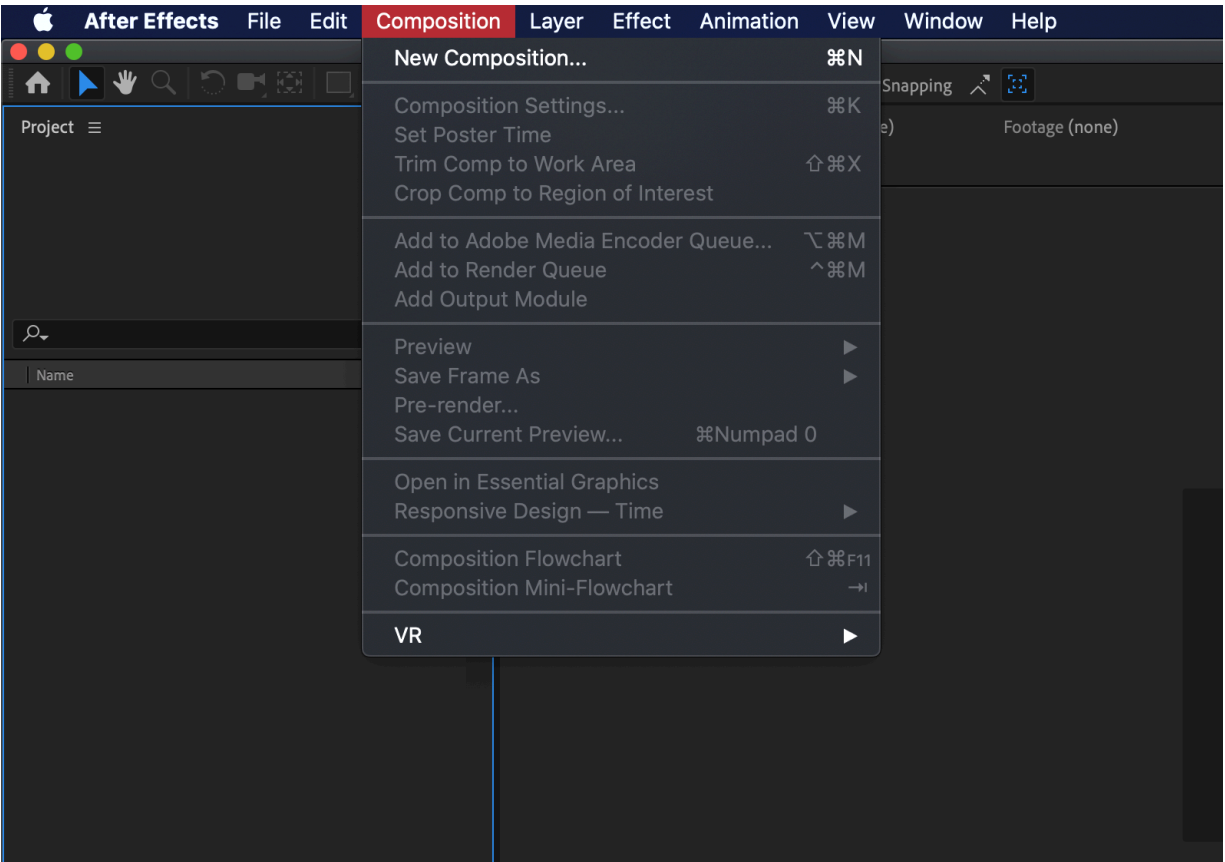 After Effects File Edit Composition Layer Effect Animation View Window Help
New Composition... ⌘N
Snapping
Composition Settings... ⌘K
Project
e)
Footage (none)
Set Poster Time
Trim Comp to Work Area ⇧⌘X
Crop Comp to Region of Interest
Add to Adobe Media Encoder Queue... ⌥⌘M
Add to Render Queue ^⌘M
Add Output Module
Preview
Name
Save Frame As
Pre-render...
Save Current Preview... ⌘Numpad 0
Open in Essential Graphics
Responsive Design — Time
Composition Flowchart ⇧⌘F11
Composition Mini-Flowchart →|
VR